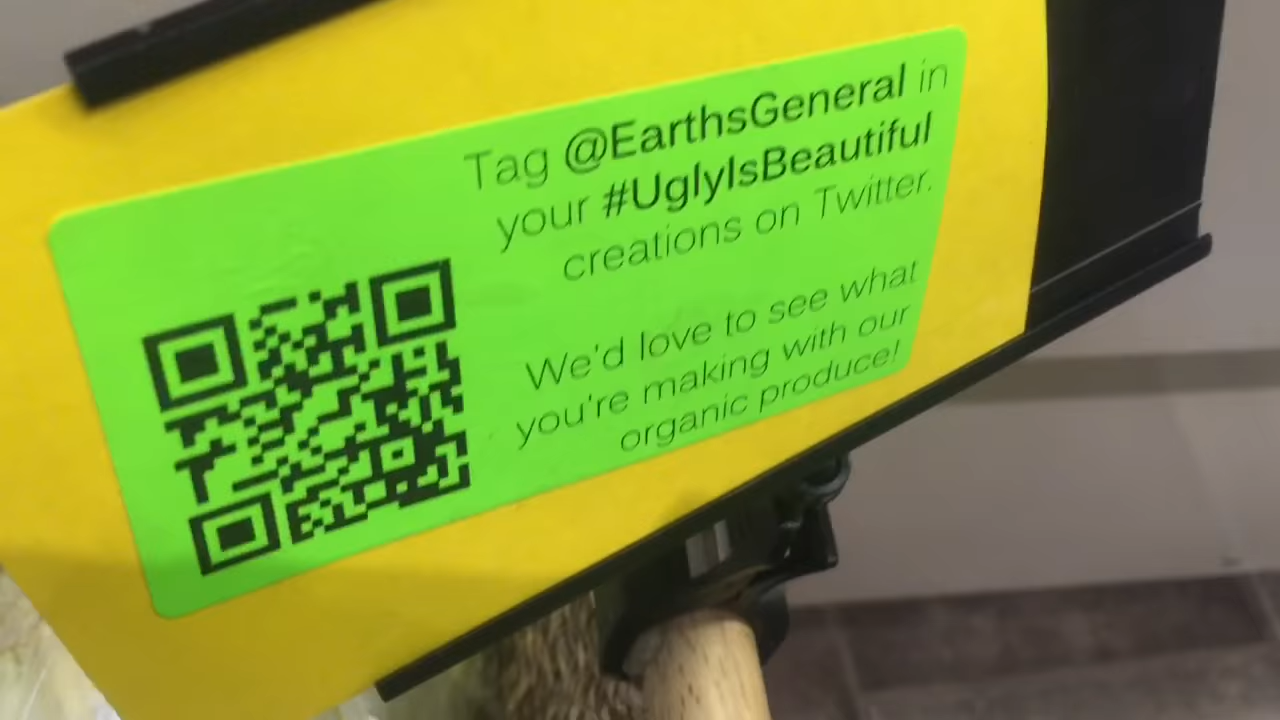 Tag @EarthsGeneral in
your #UglyIsBeautiful
creations on Twitter.
We'd love to see what
you're making with our
organic produce!